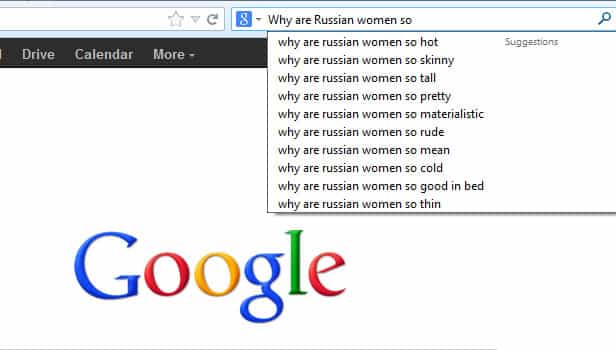 Why are Russian women so
Drive Calendar More
why are russian women so hot Suggestions
why are russian women so skinny
why are russian women so tall
why are russian women so pretty
why are russian women so materialistic
why are russian women so rude
why are russian women so mean
why are russian women so cold
why are russian women so good in bed
why are russian women so thin
Google